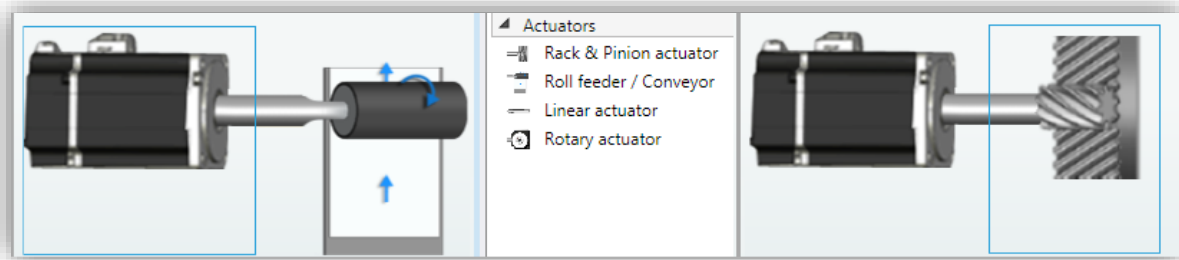 Actuators
Rack & Pinion actuator
Roll feeder / Conveyor
Linear actuator
Rotary actuator